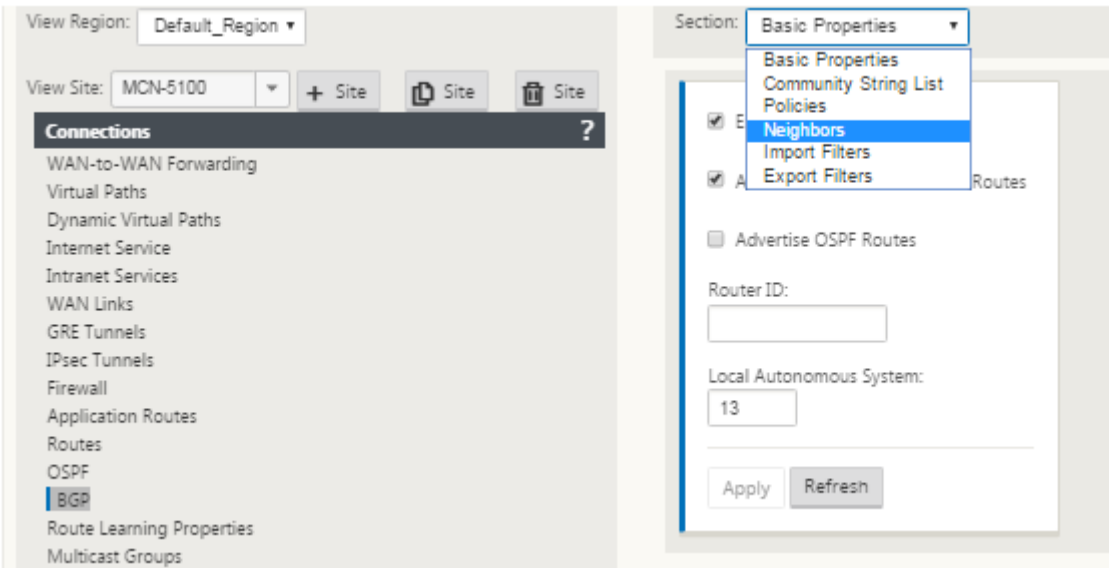 View Region: Default_Region
View Site: MCN-5100 + Site Site Site
Connections ?
WAN-to-WAN Forwarding
Virtual Paths
Dynamic Virtual Paths
Internet Service
Intranet Services
WAN Links
GRE Tunnels
IPsec Tunnels
Firewall
Application Routes
Routes
OSPF
BGP
Route Learning Properties
Multicast Groups
Section: Basic Properties
Basic Properties
Community String List
Policies
Neighbors
Import Filters
Export Filters
E
A Routes
Advertise OSPF Routes
Router ID:
Local Autonomous System:
13
Apply Refresh